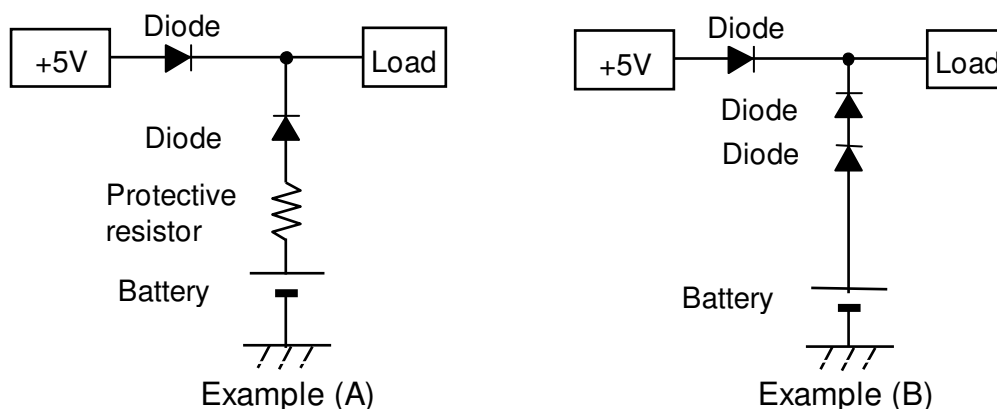 Diode
+5V
Load
Diode
Protective
resistor
Battery
Example (A)
Diode
+5V
Load
Diode
Diode
Battery
Example (B)